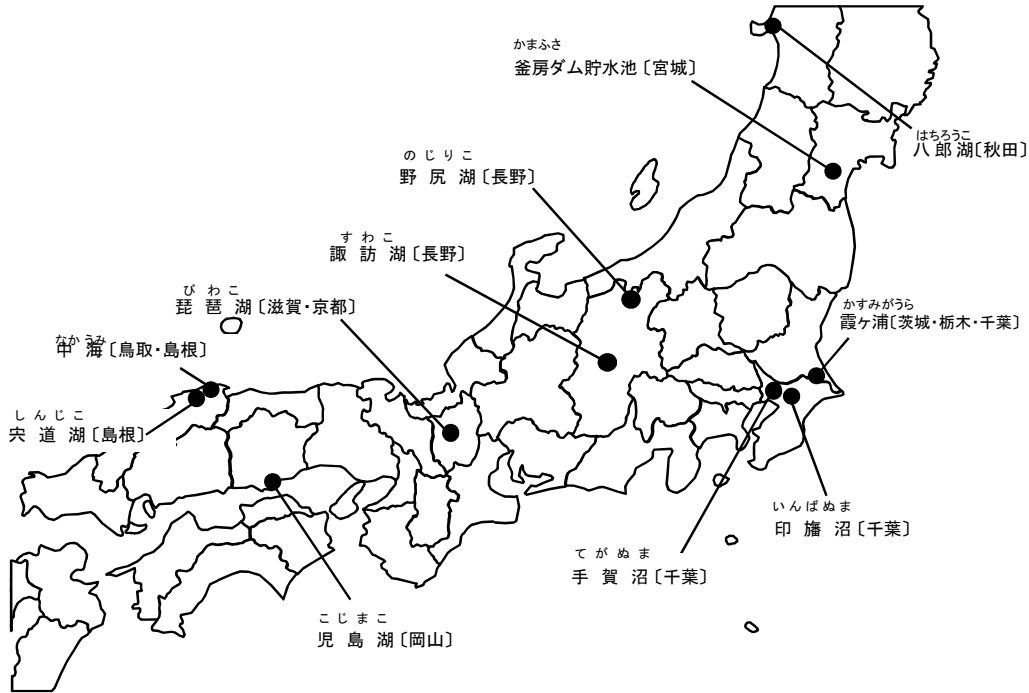 かまふさ
釜房ダム貯水池〔宮城〕
はちろうこ
八郎湖〔秋田〕
のじりこ
野尻湖〔長野〕
すわこ
諏訪湖〔長野〕
びわこ
琵琶湖〔滋賀・京都〕
かすみがうら
霞ヶ浦〔茨城・栃木・千葉〕
なかうみ
中海〔鳥取・島根〕
しんじこ
宍道湖〔島根〕
いんばぬま
印旛沼〔千葉〕
てがぬま
手賀沼〔千葉〕
こじまこ
児島湖〔岡山〕